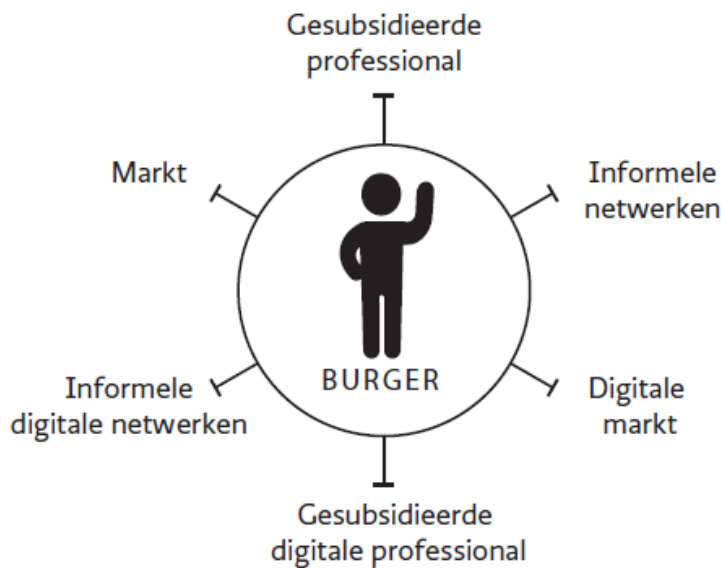 Gesubsidieerde
professional
Markt
Informele
netwerken
BURGER
Informele
digitale netwerken
Digitale
markt
Gesubsidieerde
digitale professional